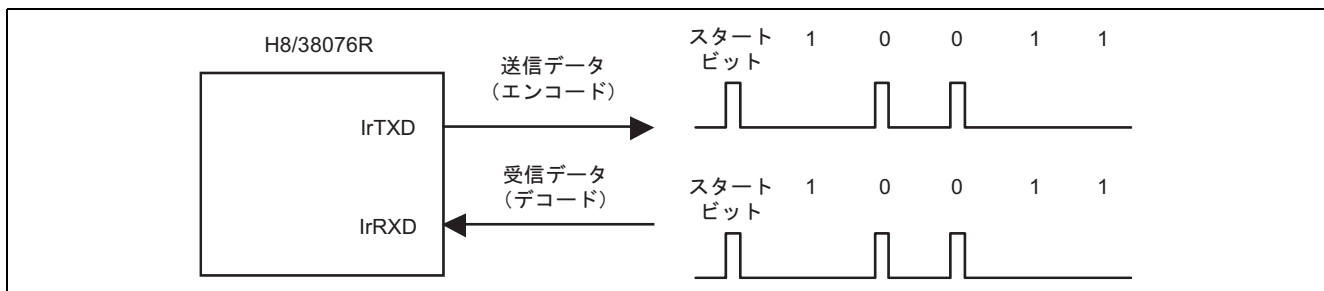 H8/38076R
IrTXD
IrRXD
送信データ
（エンコード）
受信データ
（デコード）
スタート 1 0 0 1 1
ビット
スタート 1 0 0 1 1
ビット